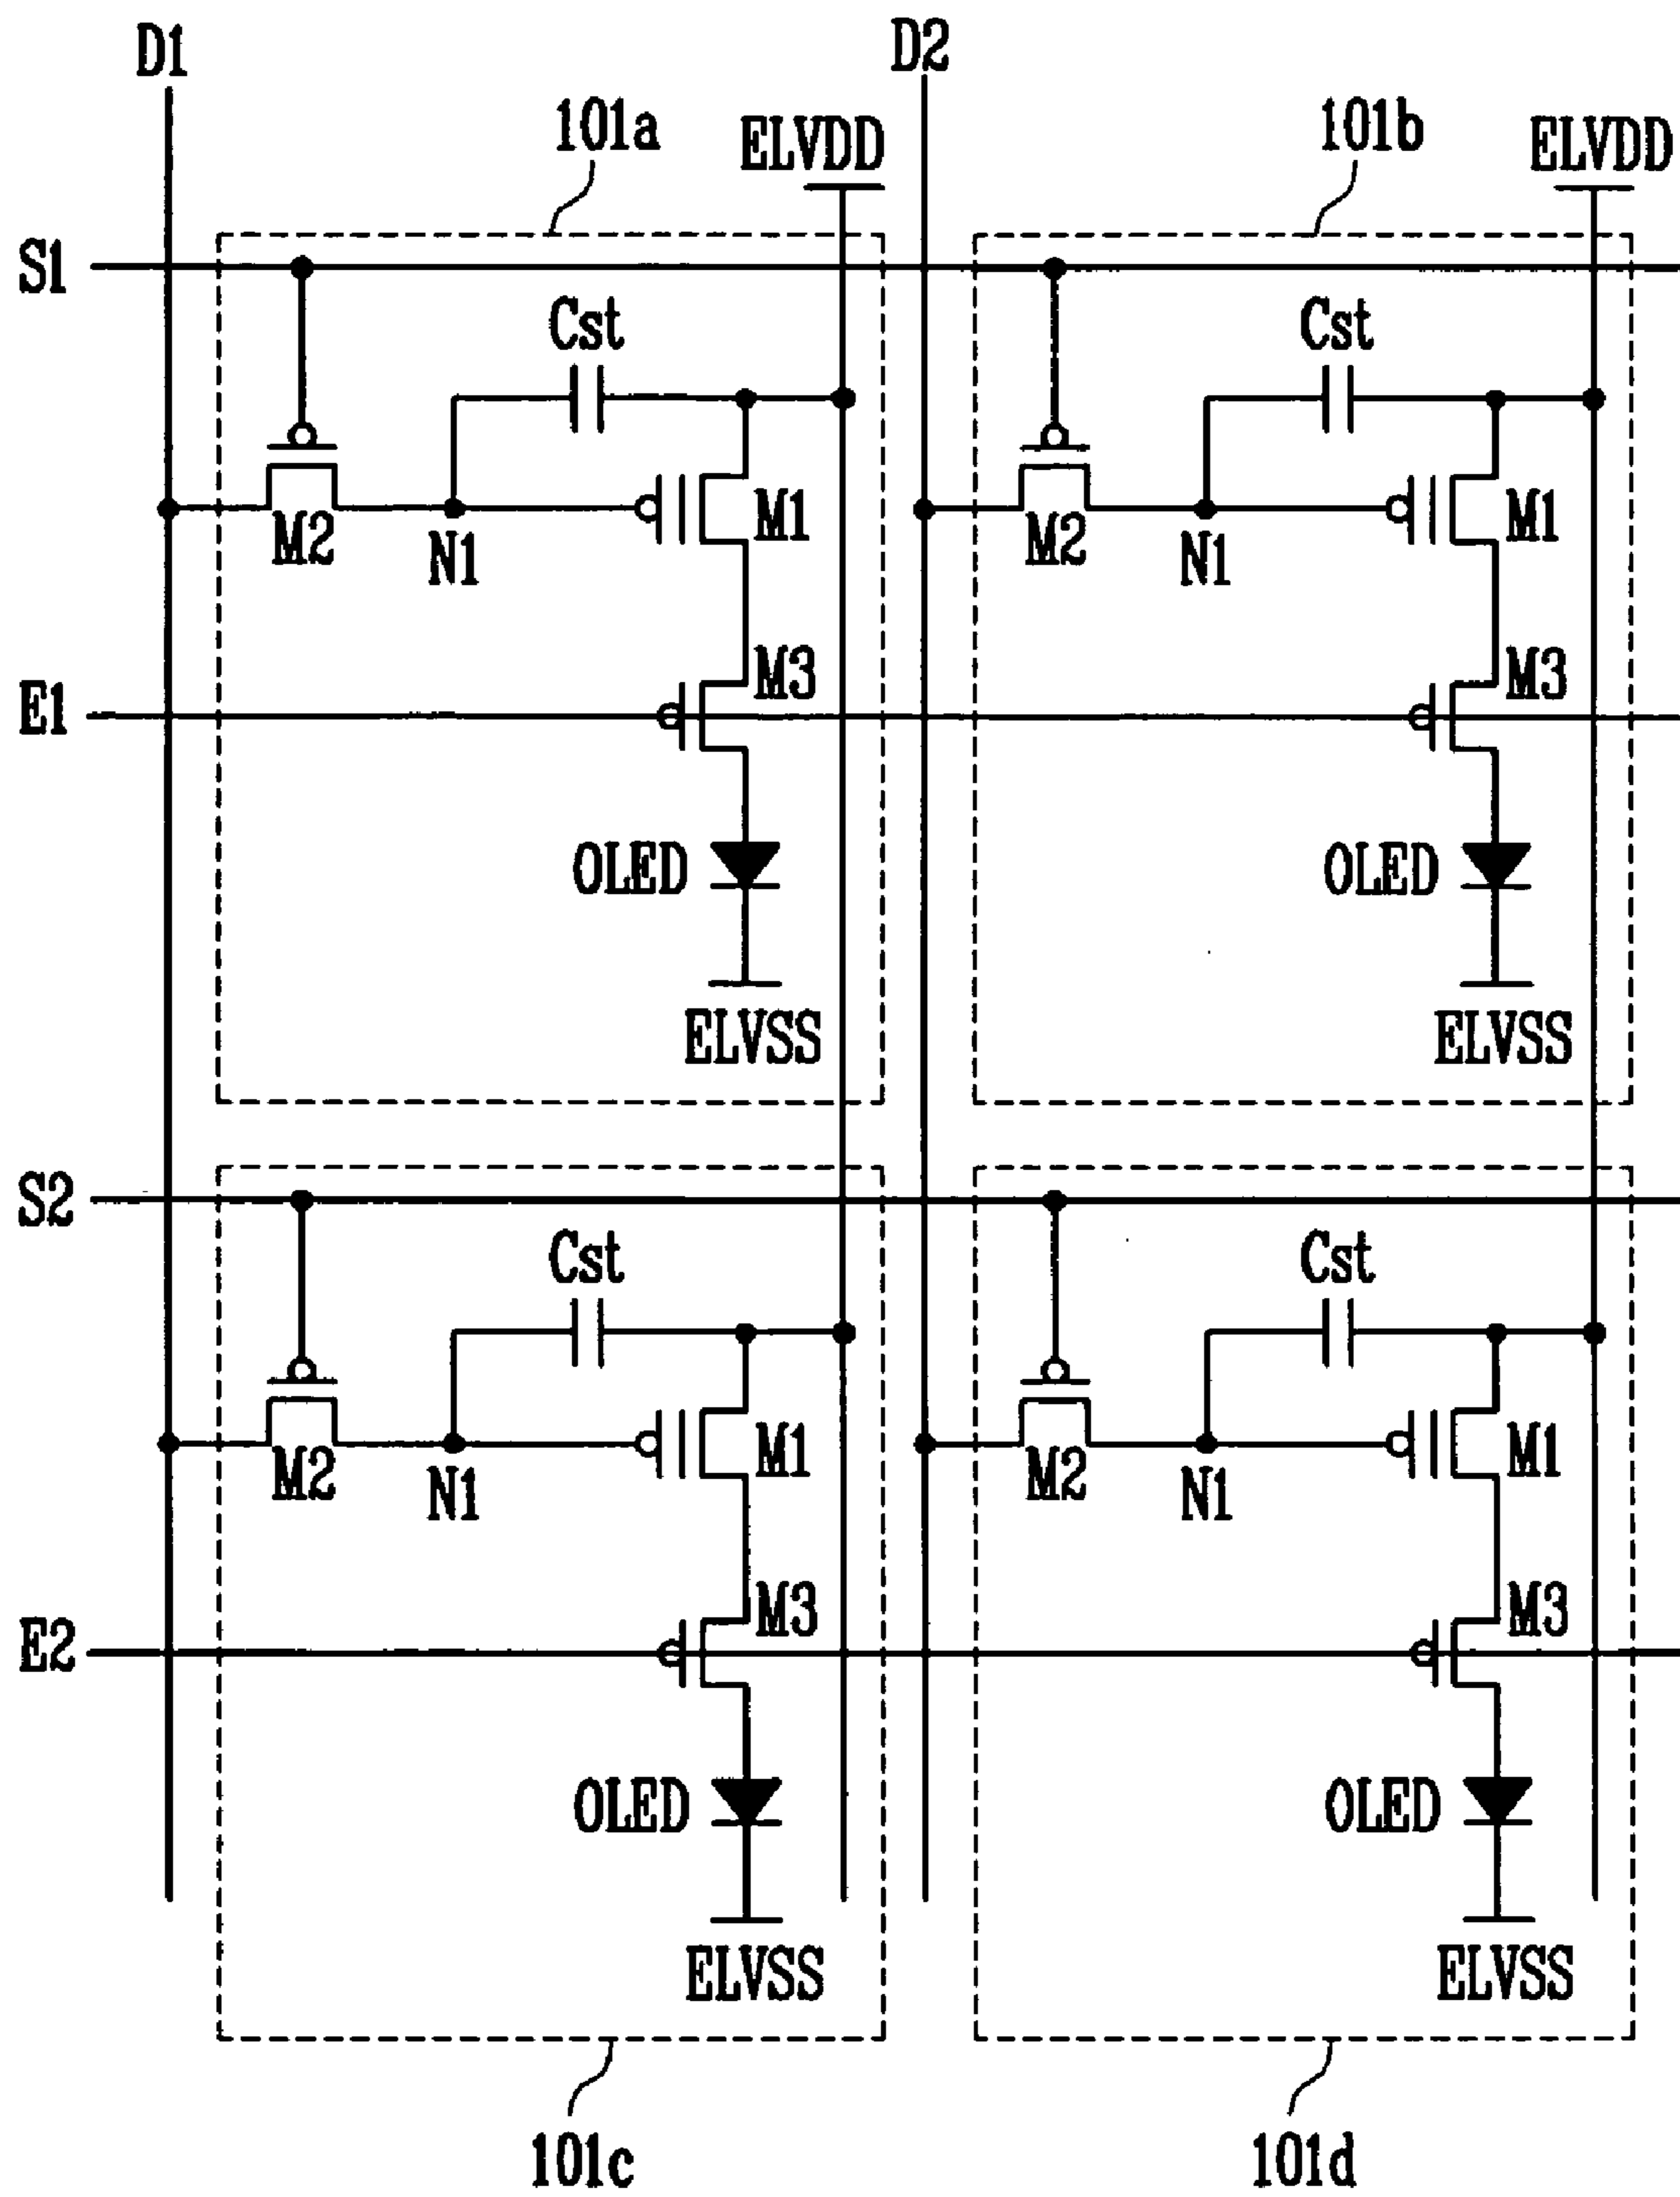 D1 D2
101a ELVDD 101b ELVDD
S1
Cst Cst
M2 N1 M1 M2 N1 M1
E1 M3 M3
OLED OLED
ELVSS ELVSS
S2
Cst Cst
M2 N1 M1 M2 N1 M1
E2 M3 M3
OLED OLED
ELVSS ELVSS
101c 101d